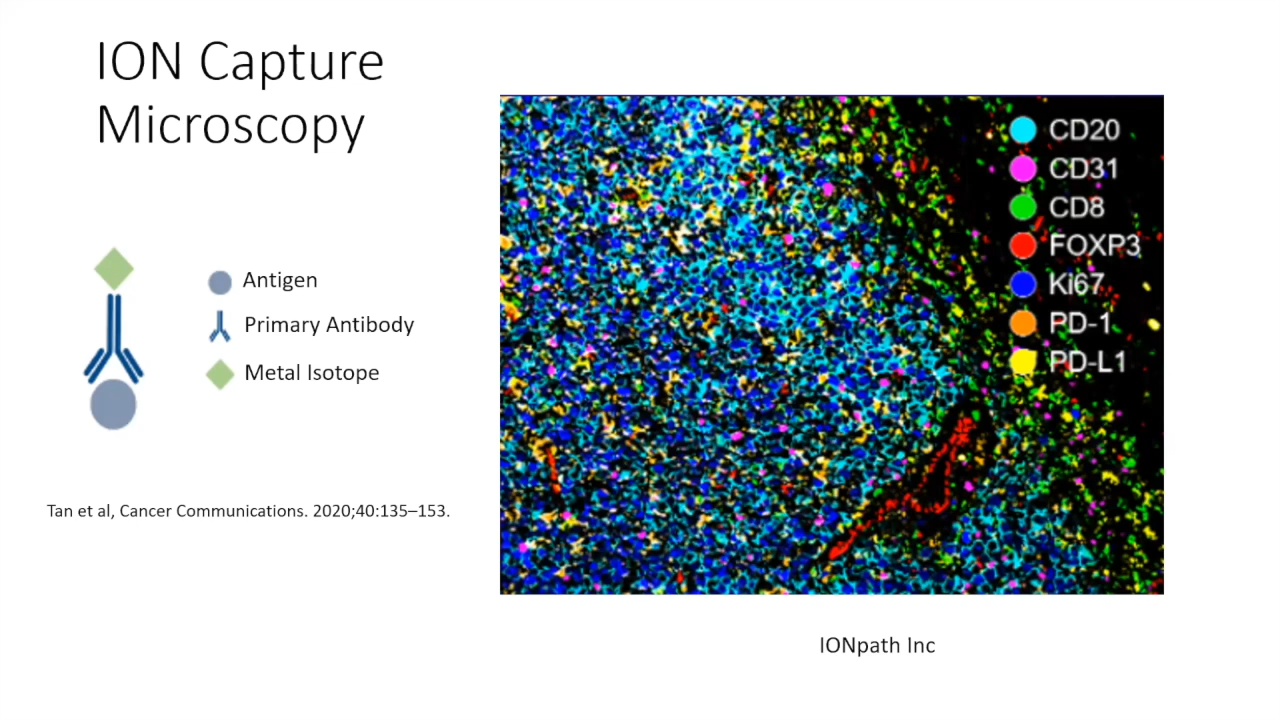 ION Capture
Microscopy
Antigen
Primary Antibody
Metal Isotope
Tan et al, Cancer Communications. 2020;40:135–153.
CD20
CD31
CD8
FOXP3
Ki67
PD-1
PD-L1
IONpath Inc